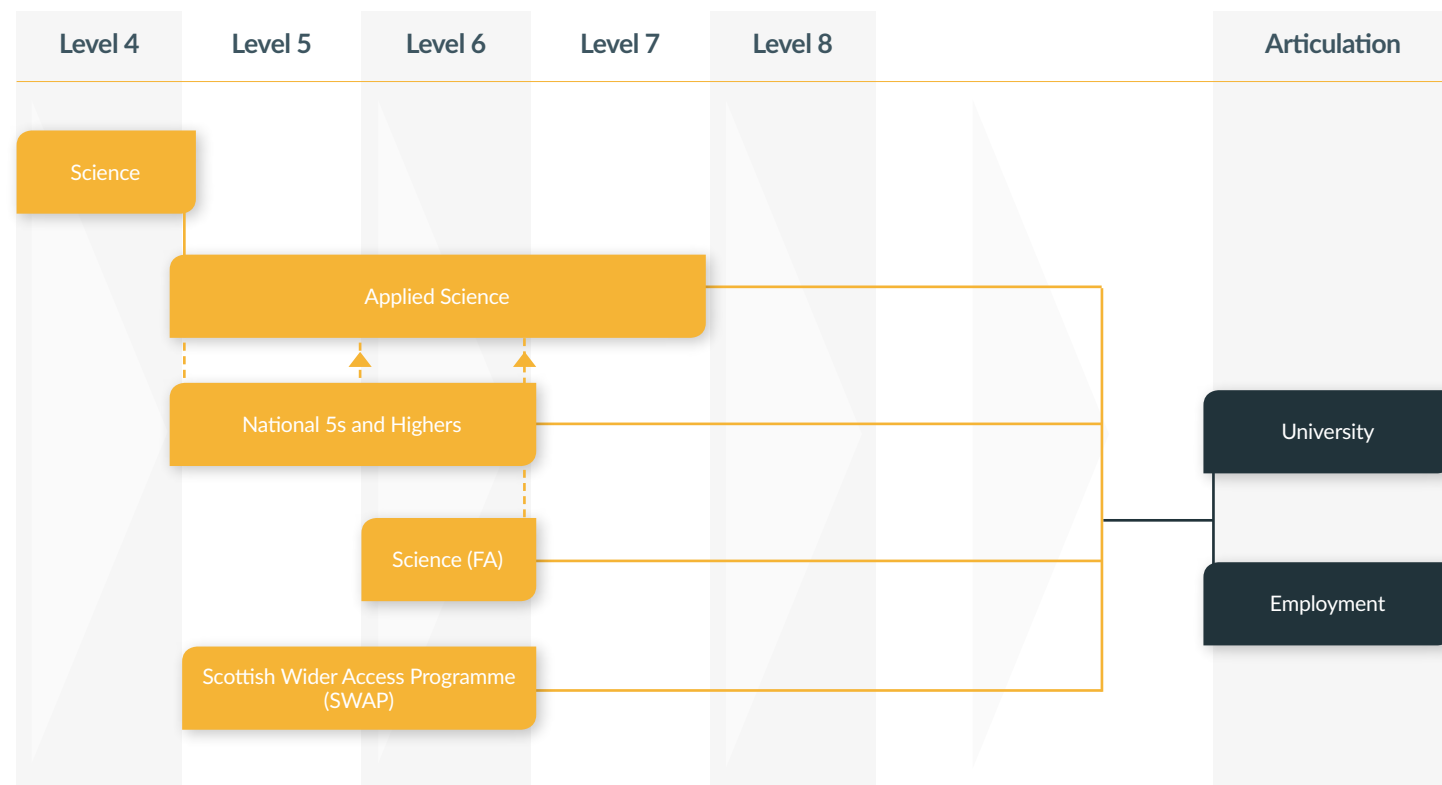 Level 4
Level 5
Level 6
Level 7
Level 8
Articulation
Science
Applied Science
National 5s and Highers
University
Science (FA)
Employment
Scottish Wider Access Programme
(SWAP)